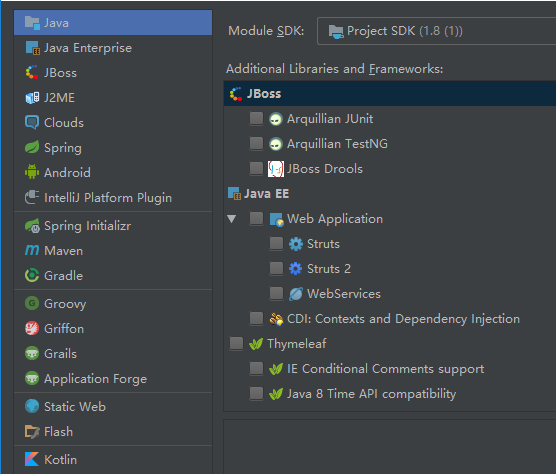 Java
Java Enterprise
JBoss
J2ME
Clouds
Spring
Android
IntelliJ Platform Plugin
Spring Initializr
Maven
Gradle
Groovy
Griffon
Grails
Application Forge
Static Web
Flash
Kotlin
Module SDK: Project SDK (1.8 (1))
Additional Libraries and Frameworks:
JBoss
Arquillian JUnit
Arquillian TestNG
JBoss Drools
Java EE
Web Application
Struts
Struts 2
WebServices
CDI: Contexts and Dependency Injection
Thymeleaf
IE Conditional Comments support
Java 8 Time API compatibility